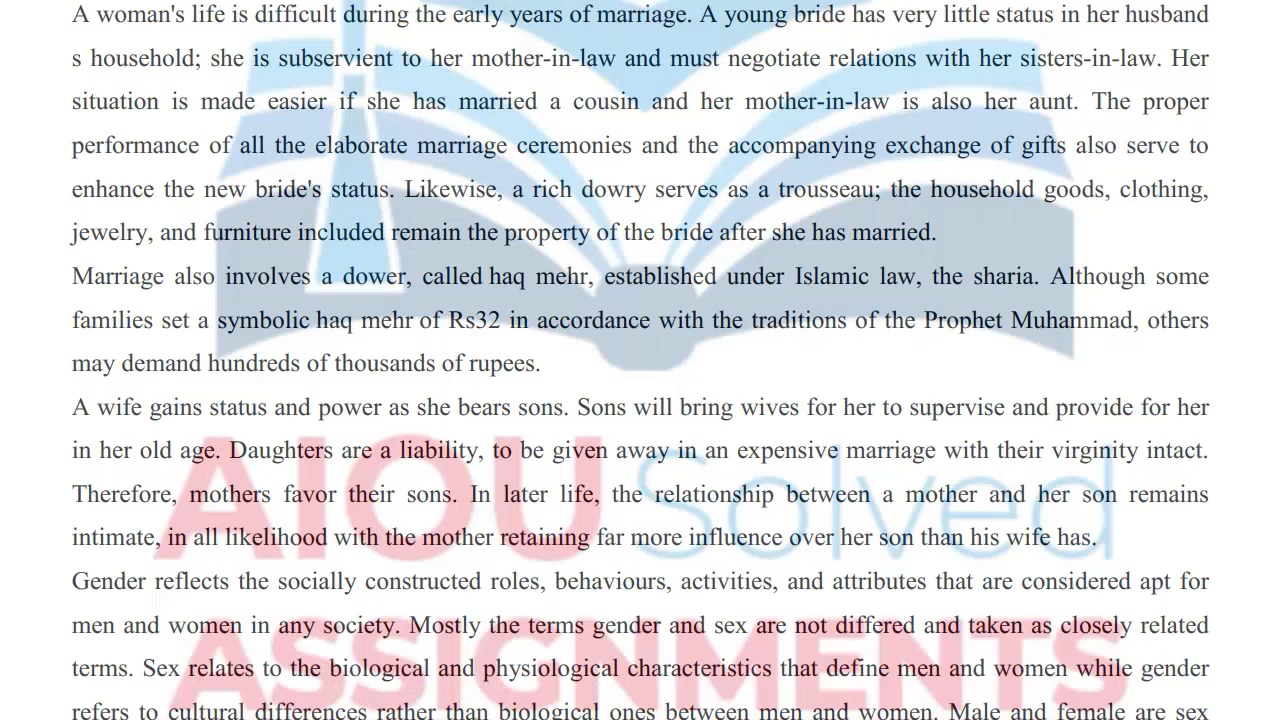 A woman's life is difficult during the early years of marriage. A young bride has very little status in her husband
s household; she is subservient to her mother-in-law and must negotiate relations with her sisters-in-law. Her
situation is made easier if she has married a cousin and her mother-in-law is also her aunt. The proper
performance of all the elaborate marriage ceremonies and the accompanying exchange of gifts also serve to
enhance the new bride's status. Likewise, a rich dowry serves as a trousseau; the household goods, clothing,
jewelry, and furniture included remain the property of the bride after she has married.
Marriage also involves a dower, called haq mehr, established under Islamic law, the sharia. Although some
families set a symbolic haq mehr of Rs32 in accordance with the traditions of the Prophet Muhammad, others
may demand hundreds of thousands of rupees.
A wife gains status and power as she bears sons. Sons will bring wives for her to supervise and provide for her
in her old age. Daughters are a liability, to be given away in an expensive marriage with their virginity intact.
Therefore, mothers favor their sons. In later life, the relationship between a mother and her son remains
intimate, in all likelihood with the mother retaining far more influence over her son than his wife has.
Gender reflects the socially constructed roles, behaviours, activities, and attributes that are considered apt for
men and women in any society. Mostly the terms gender and sex are not differed and taken as closely related
terms. Sex relates to the biological and physiological characteristics that define men and women while gender
refers to cultural differences rather than biological ones between men and women. Male and female are sex
AIOU Solved
ASSIGNMENTS